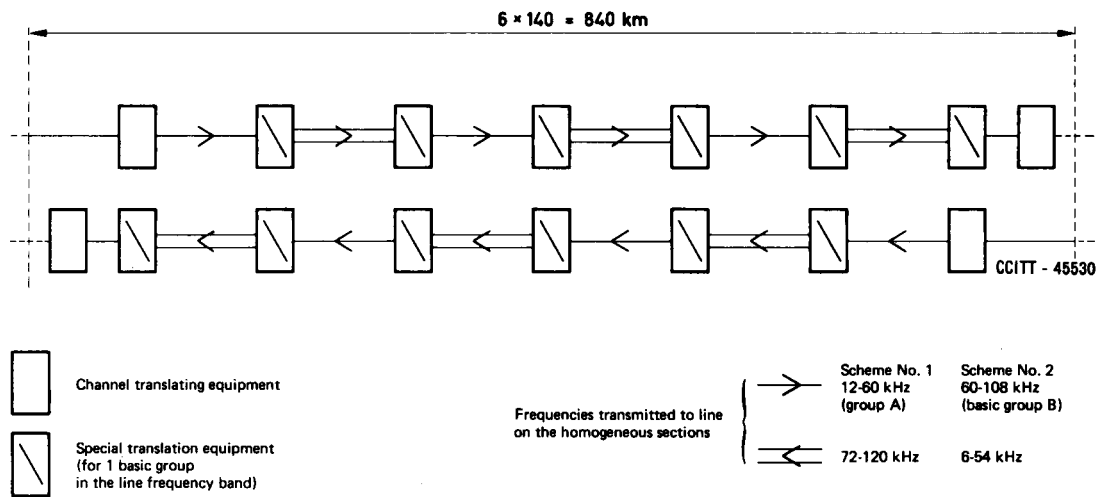 6 × 140 = 840 km
CCITT - 45530
Channel translating equipment
Special translation equipment
(for 1 basic group
in the line frequency band)
Frequencies transmitted to line
on the homogeneous sections
Scheme No. 1
12-60 kHz
(group A)
Scheme No. 2
60-108 kHz
(basic group B)
72-120 kHz
6-54 kHz